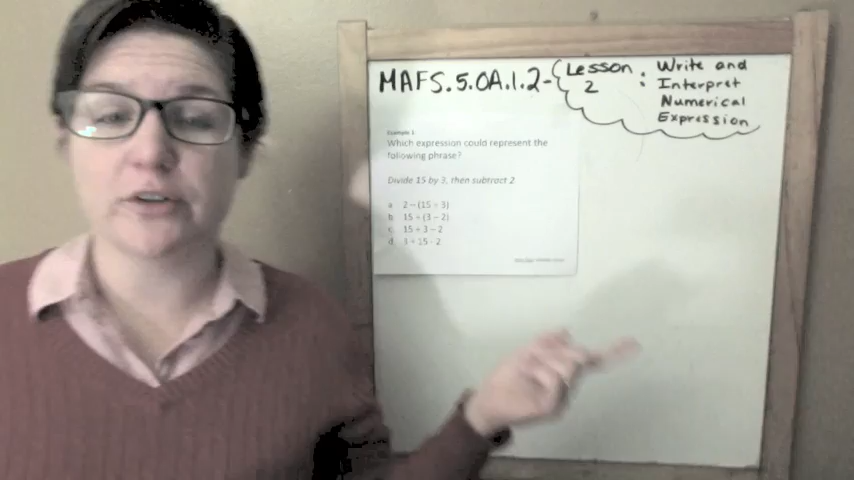 MAFS.5.OA.1.2-
Lesson 2 :
Write and
Interpret
Numerical
Expression
Example 1:
Which expression could represent the
following phrase?
Divide 15 by 3, then subtract 2
a. 2 – (15 ÷ 3)
b. 15 ÷ (3 – 2)
c. 15 ÷ 3 – 2
d. 3 ÷ 15 - 2